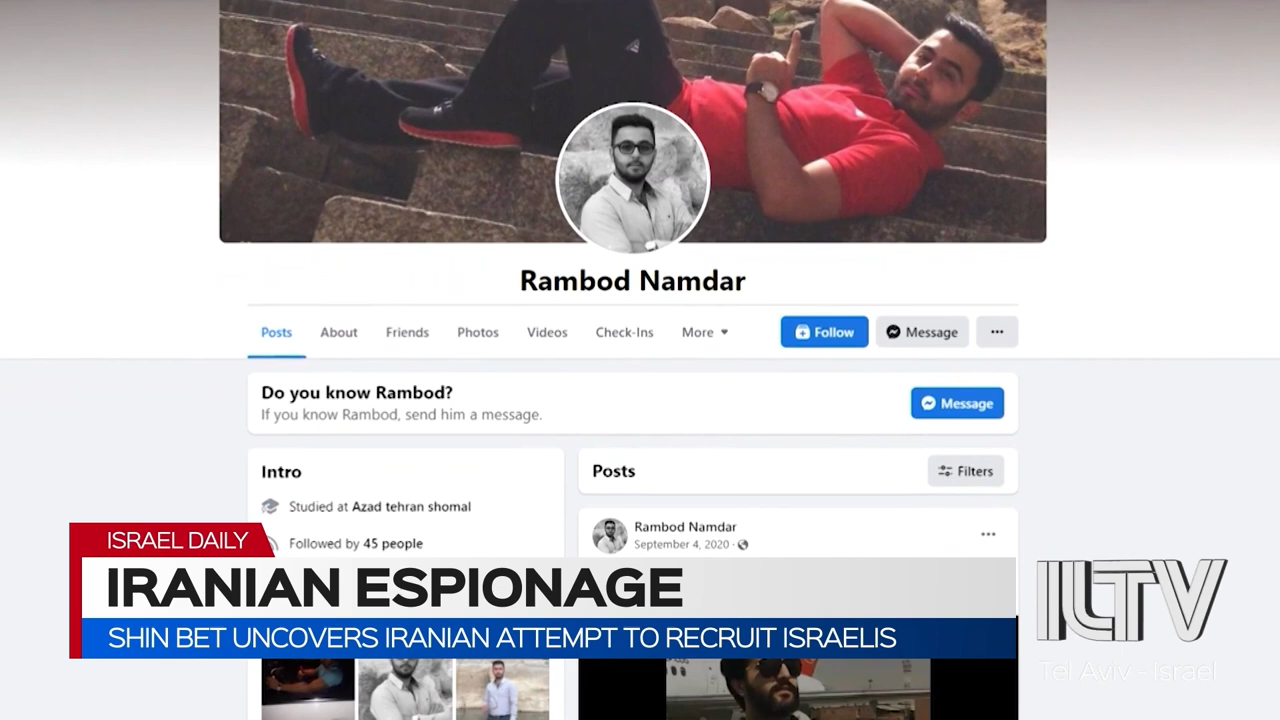 Rambod Namdar
Posts About Friends Photos Videos Check-Ins More Follow Message
Do you know Rambod?
If you know Rambod, send him a message.
Message
Intro
Studied at Azad tehran shomal
Followed by 45 people
Posts
Filters
Rambod Namdar
September 4, 2020
ISRAEL DAILY
IRANIAN ESPIONAGE
SHIN BET UNCOVERS IRANIAN ATTEMPT TO RECRUIT ISRAELIS
ILTV
Tel Aviv - Israel